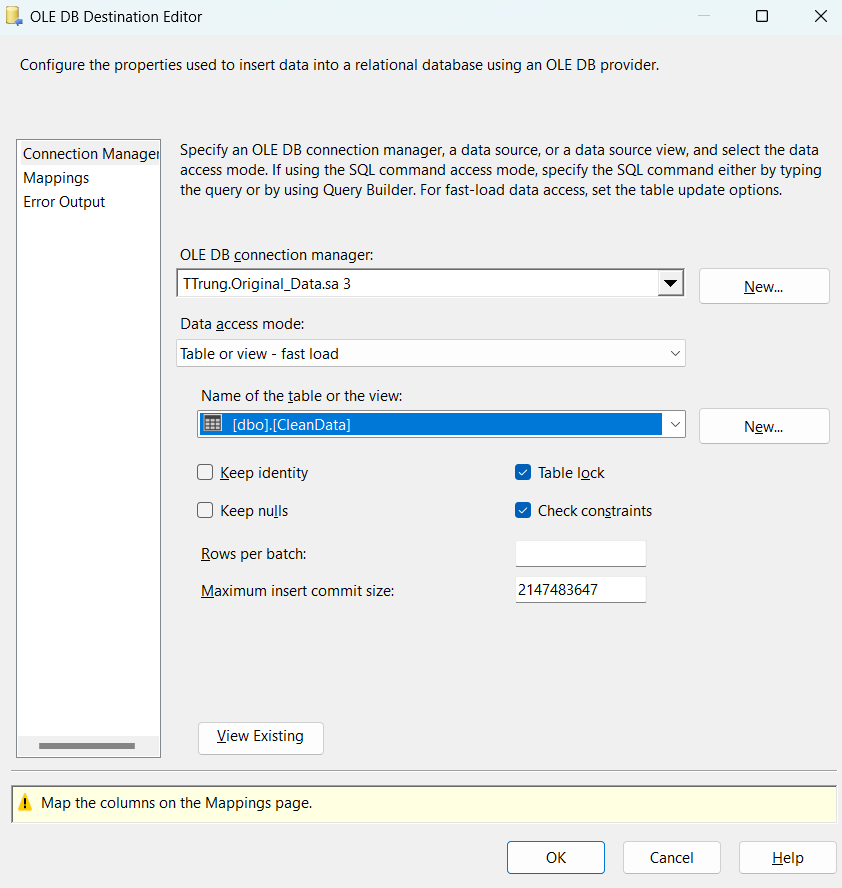 OLE DB Destination Editor
Configure the properties used to insert data into a relational database using an OLE DB provider.
Connection Manager
Mappings
Error Output
Specify an OLE DB connection manager, a data source, or a data source view, and select the data
access mode. If using the SQL command access mode, specify the SQL command either by typing
the query or by using Query Builder. For fast-load data access, set the table update options.
OLE DB connection manager:
TTrung.Original_Data.sa 3
New...
Data access mode:
Table or view - fast load
Name of the table or the view:
[dbo].[CleanData]
New...
Keep identity
Table lock
Keep nulls
Check constraints
Rows per batch:
Maximum insert commit size:
2147483647
View Existing
Map the columns on the Mappings page.
OK
Cancel
Help